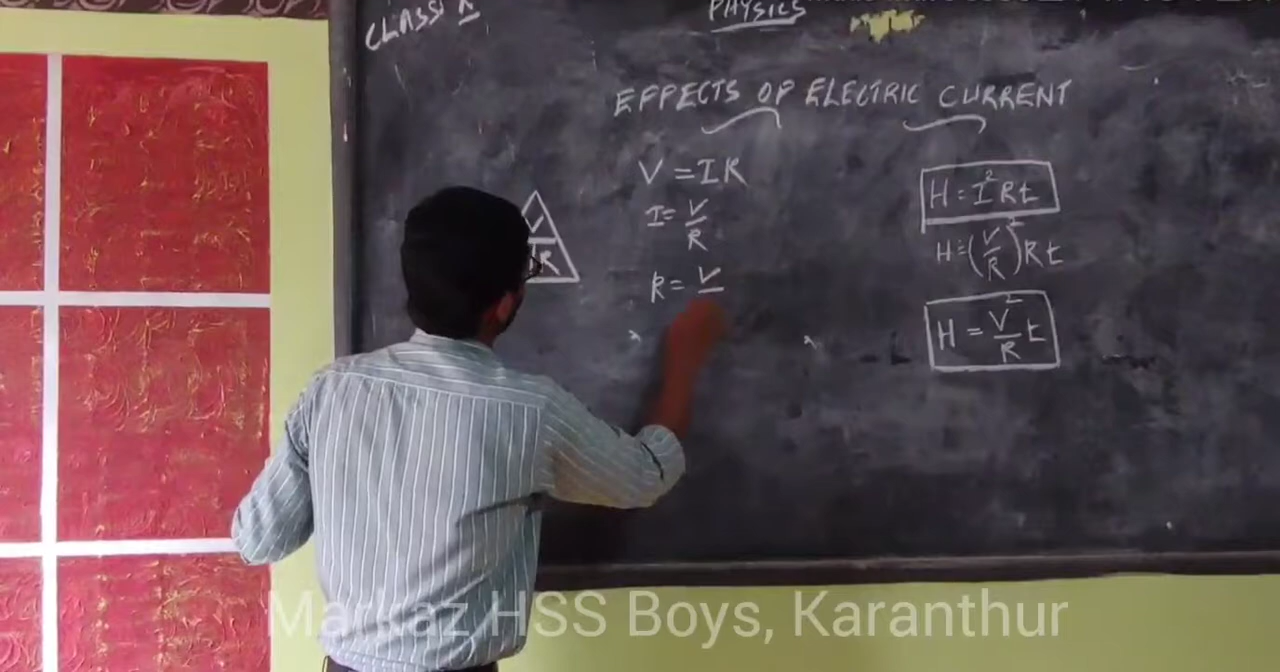 CLASS: X
PHYSICS
EFFECTS OF ELECTRIC CURRENT
V = IR
I = V/R
R = V/
V
R
H = I²Rt
H = (V/R)²Rt
H = V²/R t
Markaz HSS Boys, Karanthur